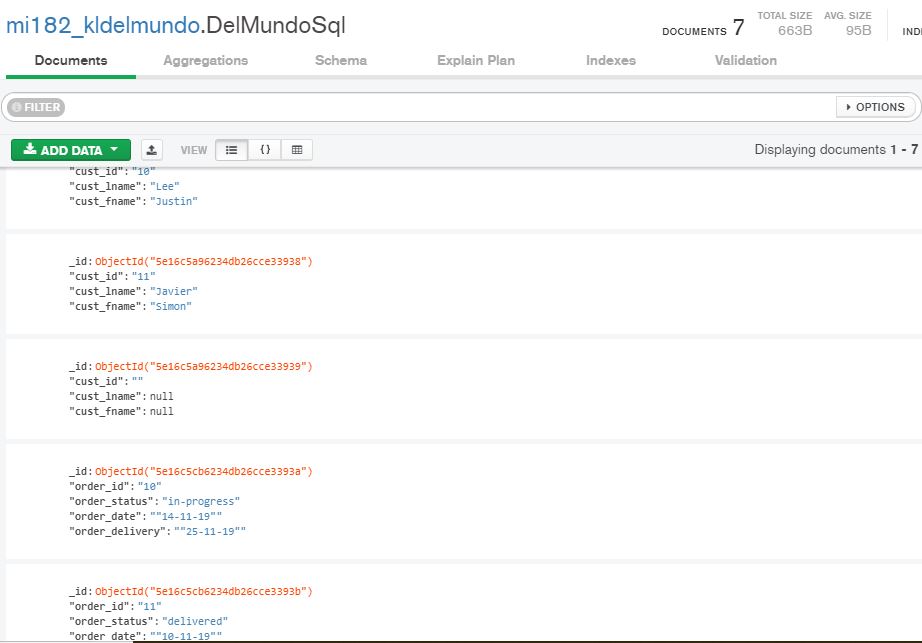 mi182_kldelmundo.DelMundoSql
DOCUMENTS 7 TOTAL SIZE 663B AVG. SIZE 95B INDI
Documents Aggregations Schema Explain Plan Indexes Validation
FILTER OPTIONS
ADD DATA VIEW {} Displaying documents 1 - 7
"cust_id": "10"
"cust_lname": "Lee"
"cust_fname": "Justin"
_id: ObjectId("5e16c5a96234db26cce33938")
"cust_id": "11"
"cust_lname": "Javier"
"cust_fname": "Simon"
_id: ObjectId("5e16c5a96234db26cce33939")
"cust_id": ""
"cust_lname": null
"cust_fname": null
_id: ObjectId("5e16c5cb6234db26cce3393a")
"order_id": "10"
"order_status": "in-progress"
"order_date": ""14-11-19""
"order_delivery": ""25-11-19""
_id: ObjectId("5e16c5cb6234db26cce3393b")
"order_id": "11"
"order_status": "delivered"
"order_date": ""10-11-19""